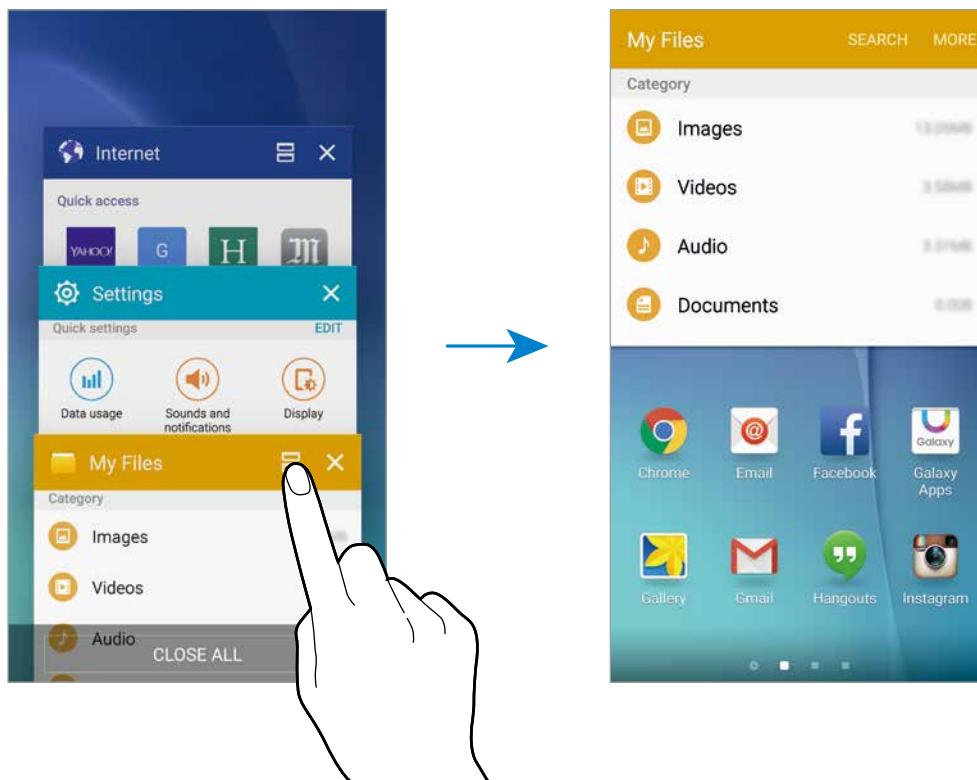 Internet
Quick access
YAHOO!
G
H
M
Settings
Quick settings EDIT
Data usage
Sounds and
notifications
Display
My Files
Category
Images
Videos
Audio
CLOSE ALL
My Files SEARCH MORE
Category
Images
Videos
Audio
Documents
Galaxy
Chrome Email Facebook Galaxy
Apps
Gallery Gmail Hangouts Instagram